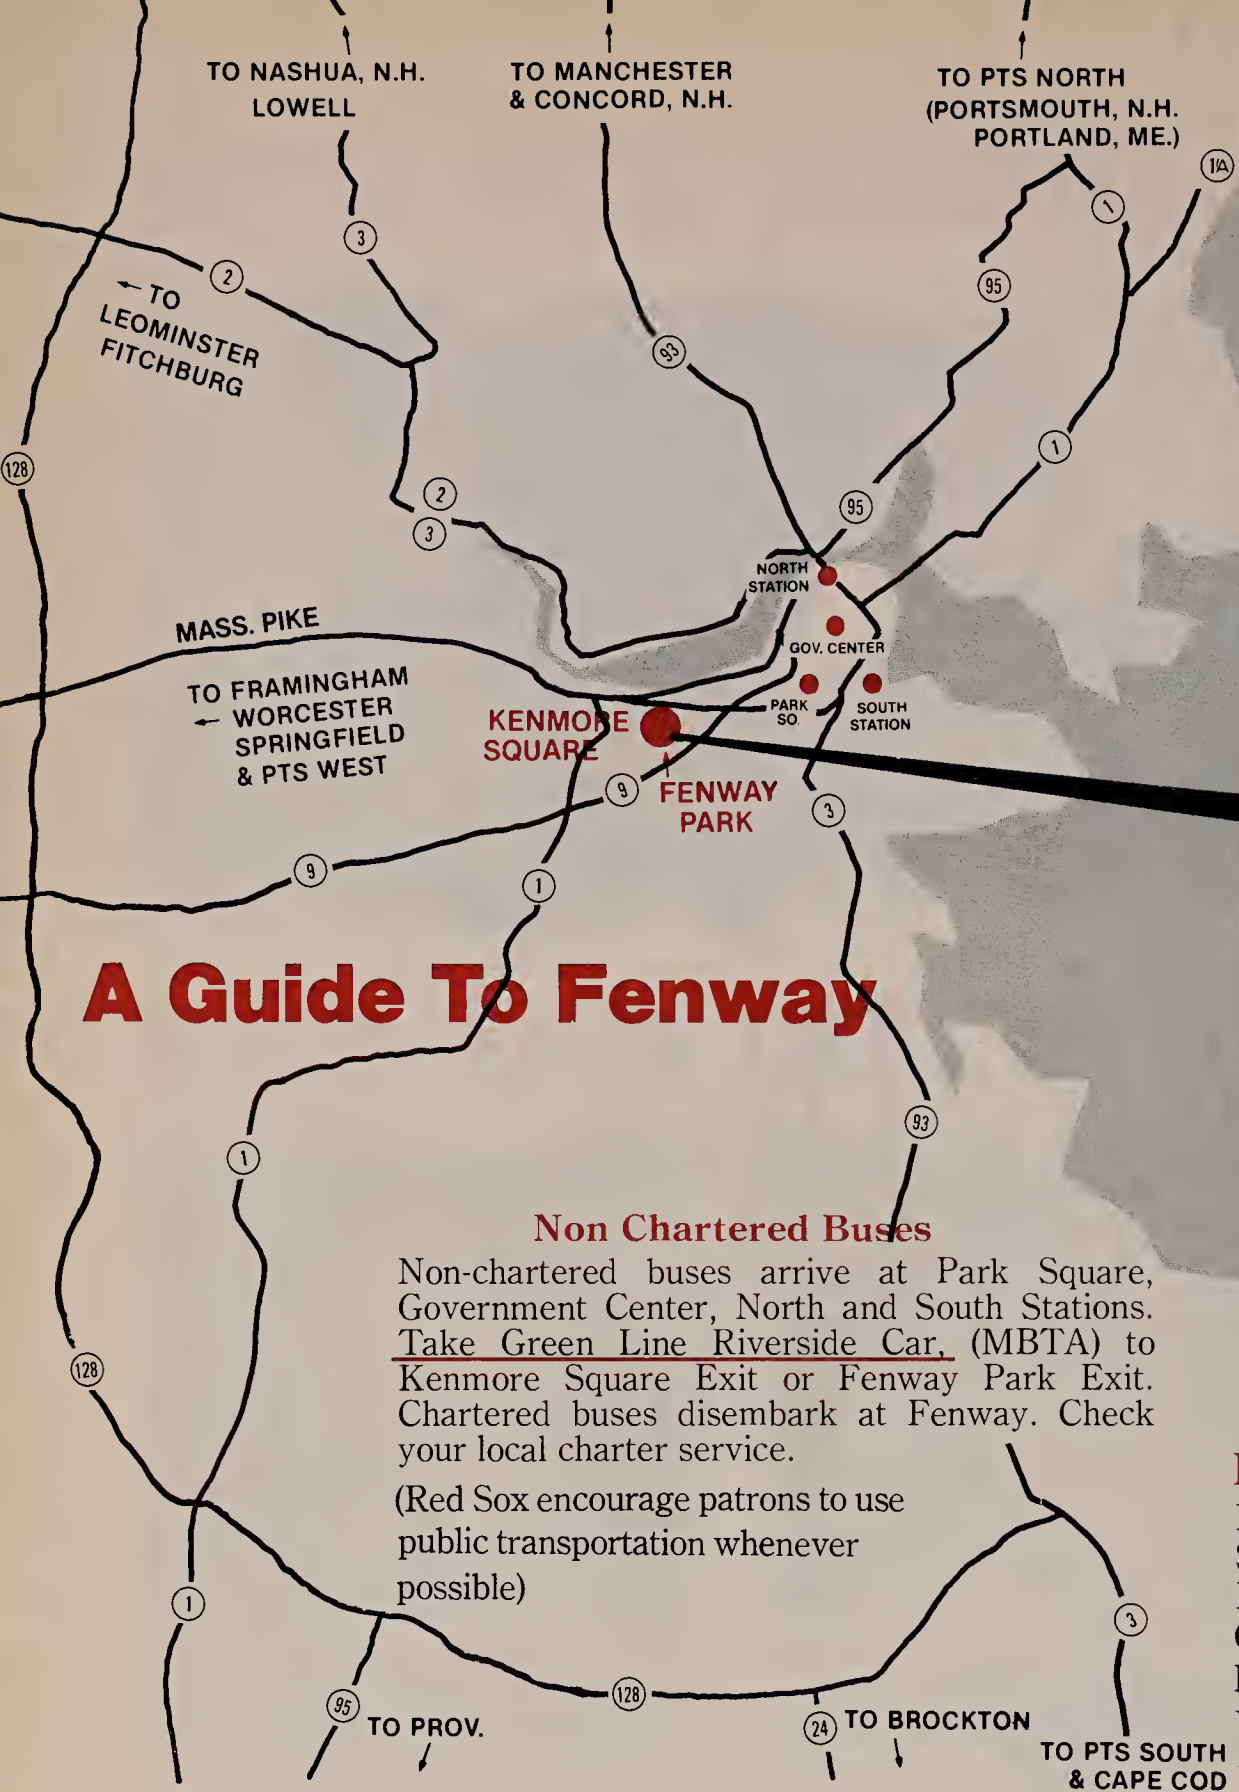 TO NASHUA, N.H.
LOWELL
TO MANCHESTER
& CONCORD, N.H.
TO PTS NORTH
(PORTSMOUTH, N.H.
PORTLAND, ME.)
1A
1
3
2
95
← TO
LEOMINSTER
FITCHBURG
93
1
128
2
3
95
NORTH
STATION
MASS. PIKE
GOV. CENTER
TO FRAMINGHAM
← WORCESTER
SPRINGFIELD
& PTS WEST
PARK
SQ.
SOUTH
STATION
KENMORE
SQUARE
9
FENWAY
PARK
3
9
1
A Guide To Fenway
93
1
Non Chartered Buses
Non-chartered buses arrive at Park Square,
Government Center, North and South Stations.
Take Green Line Riverside Car, (MBTA) to
Kenmore Square Exit or Fenway Park Exit.
Chartered buses disembark at Fenway. Check
your local charter service.
(Red Sox encourage patrons to use
public transportation whenever
possible)
128
1
3
128
95
TO PROV.
24
TO BROCKTON
TO PTS SOUTH
& CAPE COD